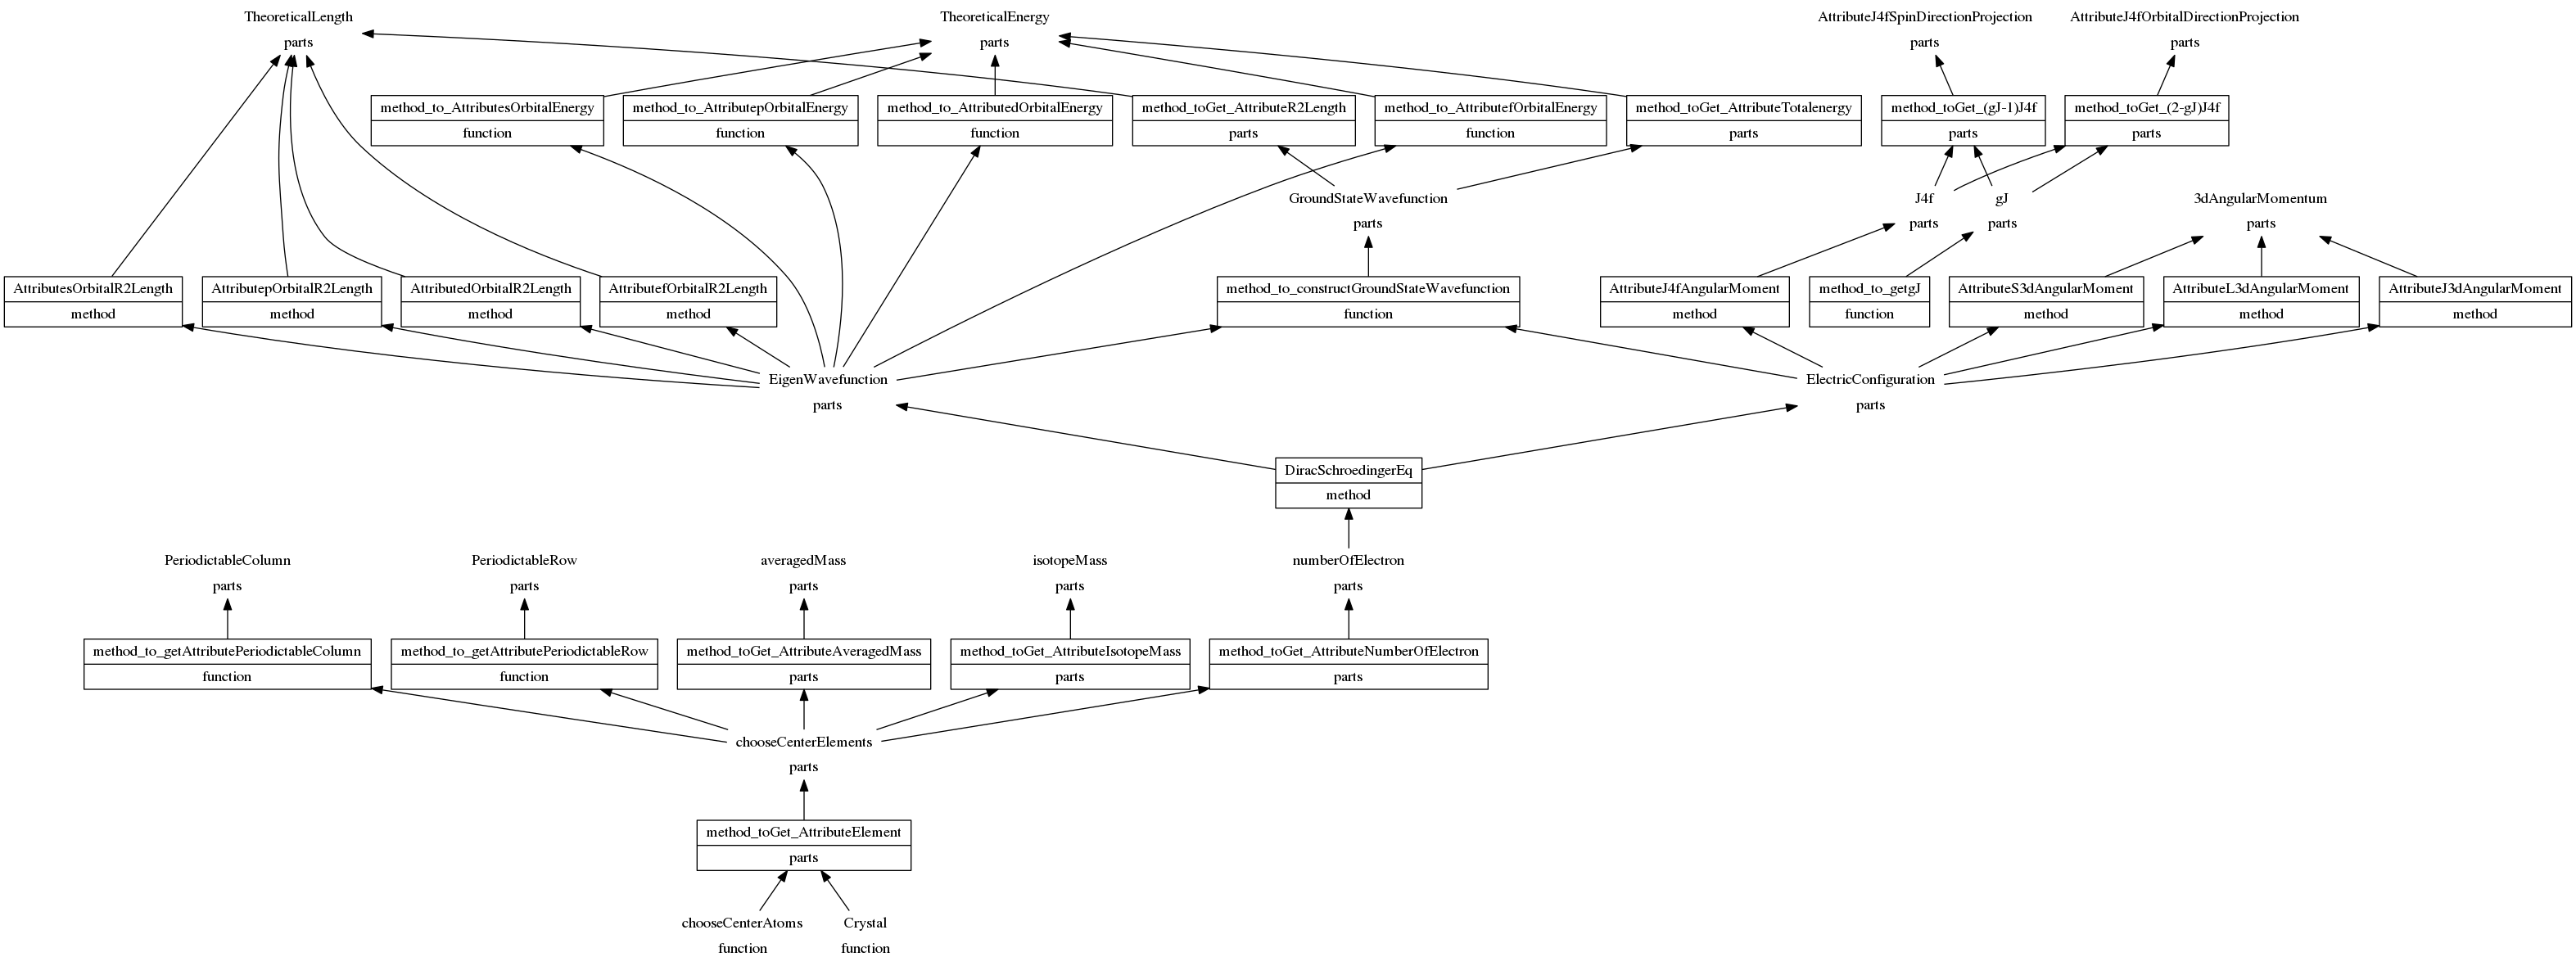 TheoreticalLength
parts
TheoreticalEnergy
parts
AttributeJ4fSpinDirectionProjection
parts
AttributeJ4fOrbitalDirectionProjection
parts
method_to_AttributesOrbitalEnergy
function
method_to_AttributepOrbitalEnergy
function
method_to_AttributedOrbitalEnergy
function
method_toGet_AttributeR2Length
parts
method_to_AttributefOrbitalEnergy
function
method_toGet_AttributeTotalenergy
parts
method_toGet_(gJ-1)J4f
parts
method_toGet_(2-gJ)J4f
parts
GroundStateWavefunction
parts
J4f
parts
gJ
parts
3dAngularMomentum
parts
AttributesOrbitalR2Length
method
AttributepOrbitalR2Length
method
AttributedOrbitalR2Length
method
AttributefOrbitalR2Length
method
method_to_constructGroundStateWavefunction
function
AttributeJ4fAngularMoment
method
method_to_getgJ
function
AttributeS3dAngularMoment
method
AttributeL3dAngularMoment
method
AttributeJ3dAngularMoment
method
EigenWavefunction
parts
ElectricConfiguration
parts
DiracSchroedingerEq
method
PeriodictableColumn
parts
PeriodictableRow
parts
averagedMass
parts
isotopeMass
parts
numberOfElectron
parts
method_to_getAttributePeriodictableColumn
function
method_to_getAttributePeriodictableRow
function
method_toGet_AttributeAveragedMass
parts
method_toGet_AttributeIsotopeMass
parts
method_toGet_AttributeNumberOfElectron
parts
chooseCenterElements
parts
method_toGet_AttributeElement
parts
chooseCenterAtoms
function
Crystal
function